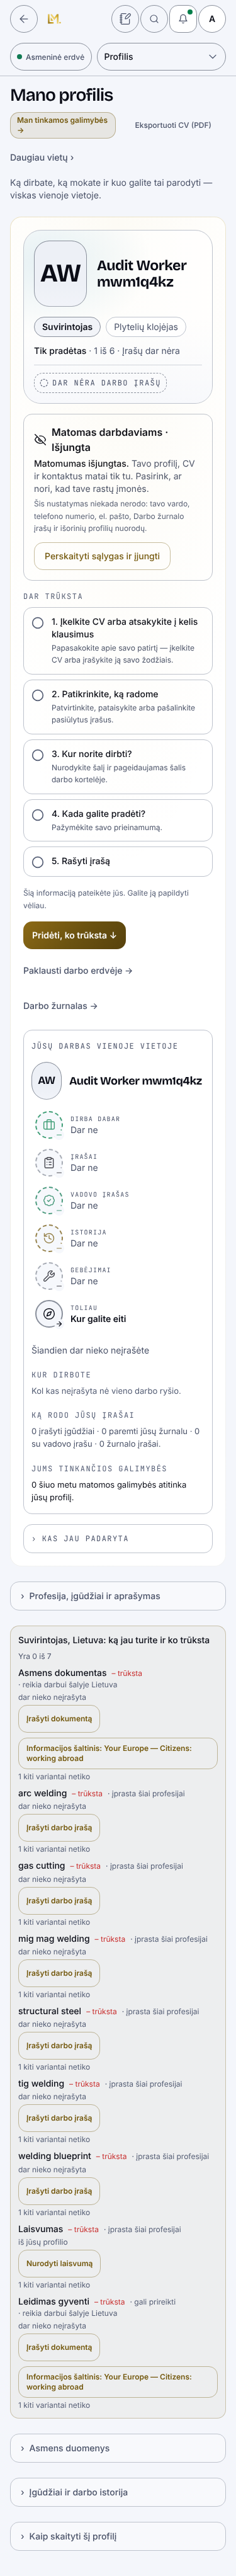 LM.
A
Asmeninė erdvė
Profilis
Mano profilis
Man tinkamos galimybės
→
Eksportuoti CV (PDF)
Daugiau vietų ›
Ką dirbate, ką mokate ir kuo galite tai parodyti —
viskas vienoje vietoje.
AW
Audit Worker
mwm1q4kz
Suvirintojas
Plytelių klojėjas
Tik pradėtas · 1 iš 6 · Įrašų dar nėra
DAR NĖRA DARBO ĮRAŠŲ
Matomas darbdaviams ·
Išjungta
Matomumas išjungtas. Tavo profilį, CV
ir kontaktus matai tik tu. Pasirink, ar
nori, kad tave rastų įmonės.
Šis nustatymas niekada nerodo: tavo vardo,
telefono numerio, el. pašto, Darbo žurnalo
įrašų ir išorinių profilių nuorodų.
Perskaityti sąlygas ir įjungti
DAR TRŪKSTA
1. Įkelkite CV arba atsakykite į kelis
klausimus
Papasakokite apie savo patirtį — įkelkite
CV arba įrašykite ją savo žodžiais.
2. Patikrinkite, ką radome
Patvirtinkite, pataisykite arba pašalinkite
pasiūlytus įrašus.
3. Kur norite dirbti?
Nurodykite šalį ir pageidaujamas šalis
darbo kortelėje.
4. Kada galite pradėti?
Pažymėkite savo prieinamumą.
5. Rašyti įrašą
Šią informaciją pateikėte jūs. Galite ją papildyti
vėliau.
Pridėti, ko trūksta ↓
Paklausti darbo erdvėje →
Darbo žurnalas →
JŪSŲ DARBAS VIENOJE VIETOJE
AW
Audit Worker mwm1q4kz
DIRBA DABAR
Dar ne
ĮRAŠAI
Dar ne
VADOVO ĮRAŠAS
Dar ne
ISTORIJA
Dar ne
GEBĖJIMAI
Dar ne
TOLIAU
Kur galite eiti
Šiandien dar nieko neįrašėte
KUR DIRBOTE
Kol kas neįrašyta nė vieno darbo ryšio.
KĄ RODO JŪSŲ ĮRAŠAI
0 įrašyti įgūdžiai · 0 paremti jūsų žurnalu · 0
su vadovo įrašu · 0 žurnalo įrašai.
JUMS TINKANČIOS GALIMYBĖS
0 šiuo metu matomos galimybės atitinka
jūsų profilį.
› KAS JAU PADARYTA
› Profesija, įgūdžiai ir aprašymas
Suvirintojas, Lietuva: ką jau turite ir ko trūksta
Yra 0 iš 7
Asmens dokumentas – trūksta
· reikia darbui šalyje Lietuva
dar nieko neįrašyta
Įrašyti dokumentą
Informacijos šaltinis: Your Europe — Citizens:
working abroad
1 kiti variantai netiko
arc welding – trūksta · įprasta šiai profesijai
dar nieko neįrašyta
Įrašyti darbo įrašą
1 kiti variantai netiko
gas cutting – trūksta · įprasta šiai profesijai
dar nieko neįrašyta
Įrašyti darbo įrašą
1 kiti variantai netiko
mig mag welding – trūksta · įprasta šiai profesijai
dar nieko neįrašyta
Įrašyti darbo įrašą
1 kiti variantai netiko
structural steel – trūksta · įprasta šiai profesijai
dar nieko neįrašyta
Įrašyti darbo įrašą
1 kiti variantai netiko
tig welding – trūksta · įprasta šiai profesijai
dar nieko neįrašyta
Įrašyti darbo įrašą
1 kiti variantai netiko
welding blueprint – trūksta · įprasta šiai profesijai
dar nieko neįrašyta
Įrašyti darbo įrašą
1 kiti variantai netiko
Laisvumas – trūksta · įprasta šiai profesijai
iš jūsų profilio
Nurodyti laisvumą
1 kiti variantai netiko
Leidimas gyventi – trūksta · gali prireikti
· reikia darbui šalyje Lietuva
dar nieko neįrašyta
Įrašyti dokumentą
Informacijos šaltinis: Your Europe — Citizens:
working abroad
1 kiti variantai netiko
› Asmens duomenys
› Įgūdžiai ir darbo istorija
› Kaip skaityti šį profilį